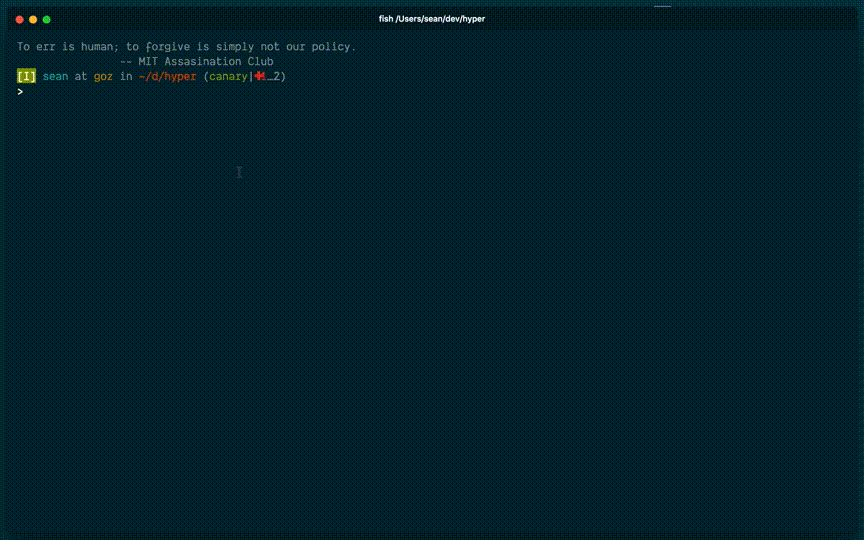 fish /Users/sean/dev/hyper
To err is human; to forgive is simply not our policy.
-- MIT Assasination Club
[I] sean at goz in ~/d/hyper (canary|✚1…2)
>